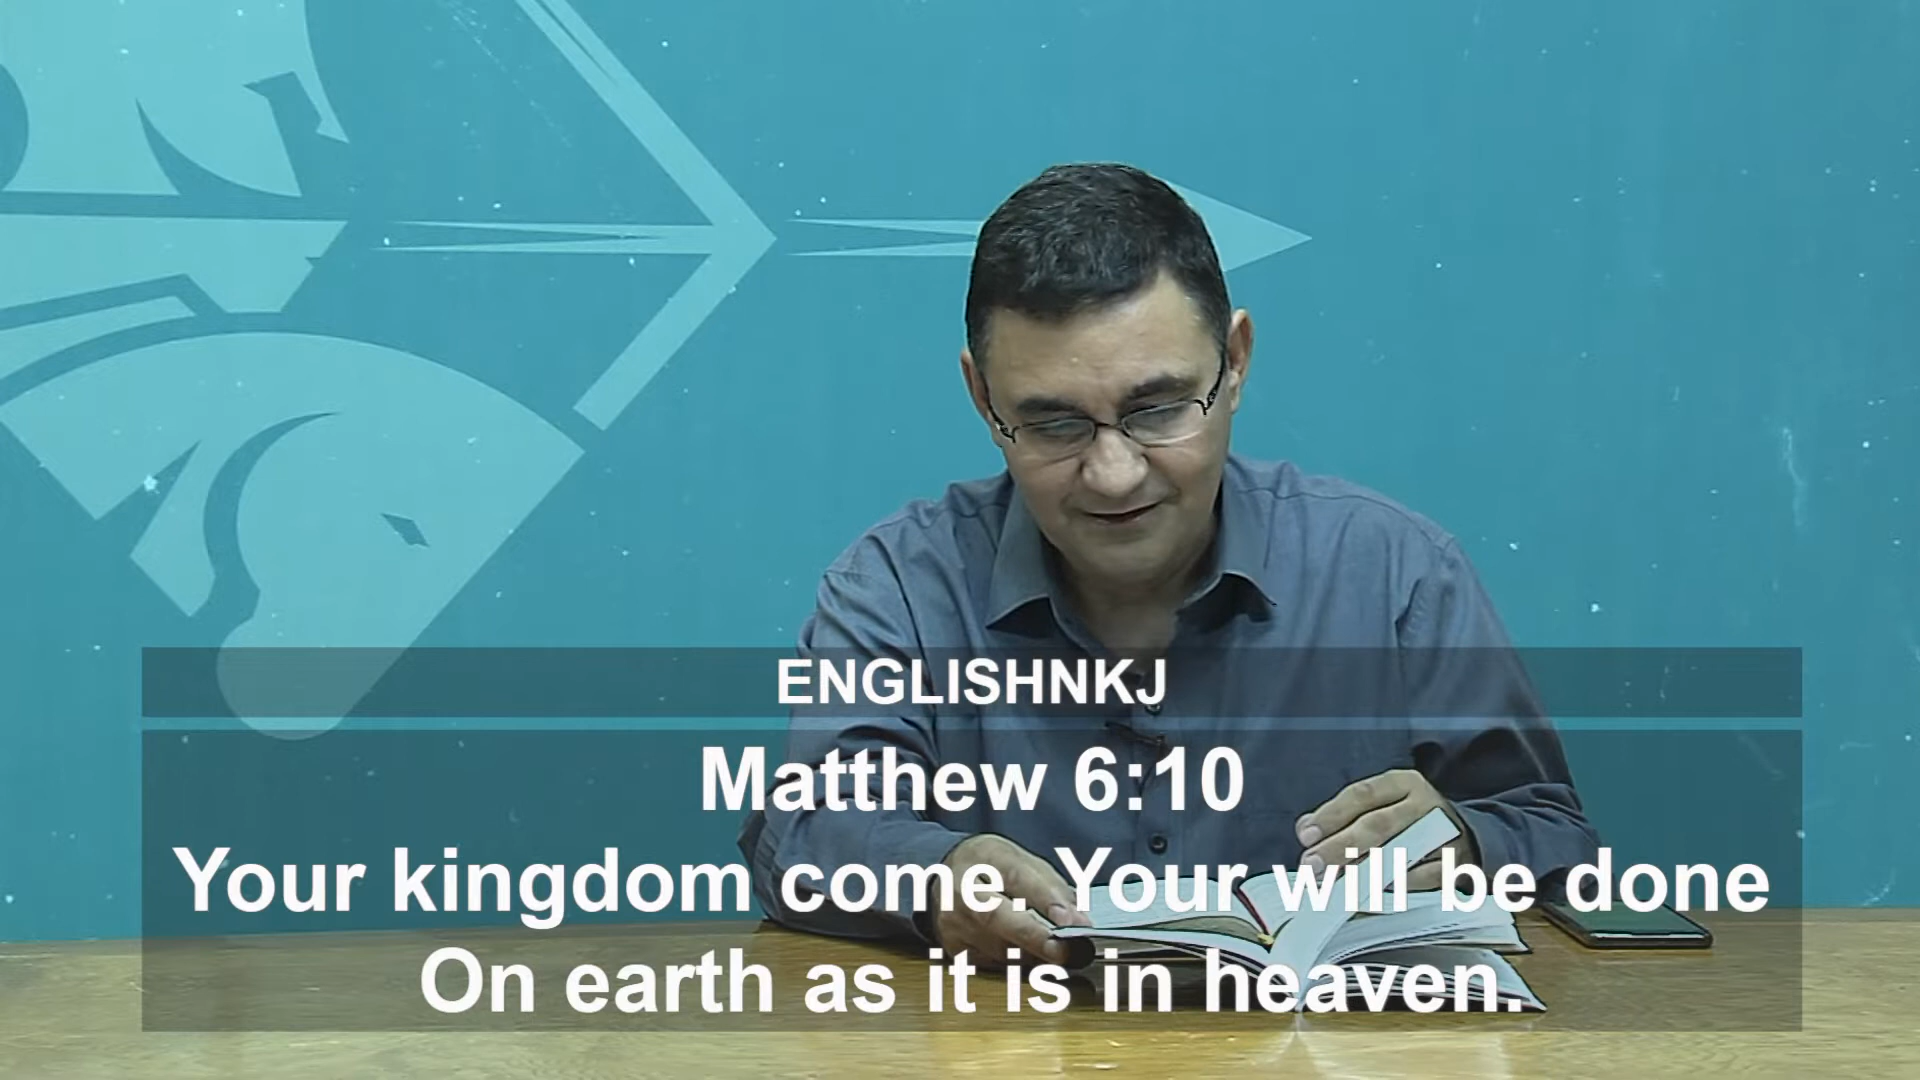 ENGLISHNKJ
Matthew 6:10
Your kingdom come. Your will be done
On earth as it is in heaven.